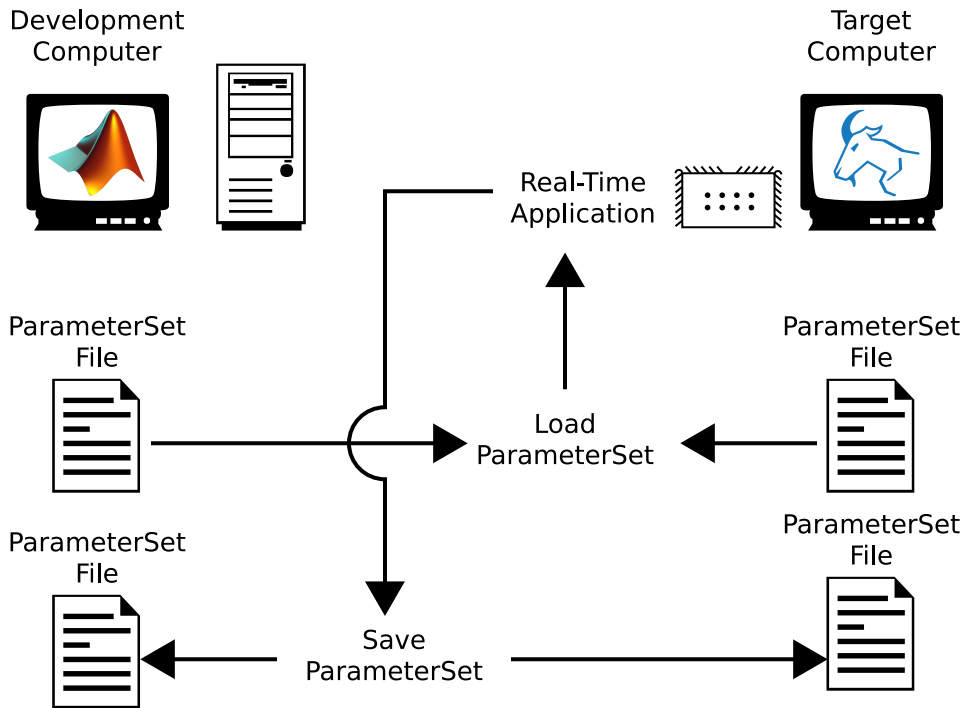 Development
Computer
Target
Computer
Real-Time
Application
ParameterSet
File
ParameterSet
File
Load
ParameterSet
ParameterSet
File
ParameterSet
File
Save
ParameterSet